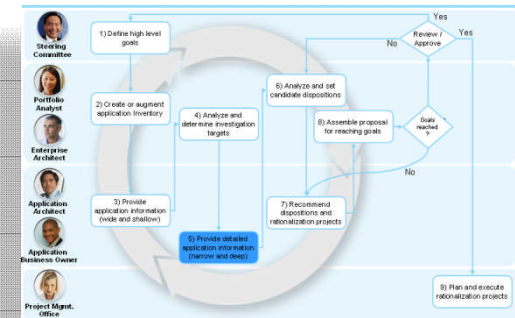 Steering
Committee
1) Define high level
goals
Yes
Review /
Approve
Yes
No
Portfolio
Analyst
Enterprise
Architect
2) Create or augment
application Inventory
4) Analyze and
determine investigation
targets
6) Analyze and set
candidate dispositions
8) Assemble proposal
for reaching goals
Goals
reached
?
No
Application
Architect
Application
Business Owner
3) Provide
application information
(wide and shallow)
5) Provide detailed
application information
(narrow and deep)
7) Recommend
dispositions and
rationalization projects
Project Mgmt.
Office
9) Plan and execute
rationalization projects